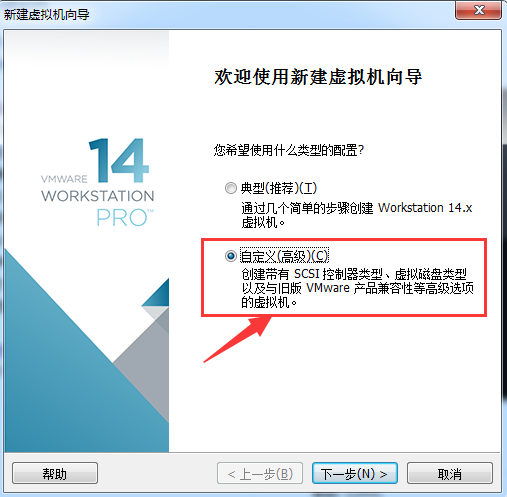 新建虚拟机向导
欢迎使用新建虚拟机向导
您希望使用什么类型的配置?
14
VMWARE
WORKSTATION
PRO™
典型(推荐)(T)
通过几个简单的步骤创建 Workstation 14.x
虚拟机。
自定义(高级)(C)
创建带有 SCSI 控制器类型、虚拟磁盘类型
以及与旧版 VMware 产品兼容性等高级选项
的虚拟机。
帮助
< 上一步(B)
下一步(N) >
取消